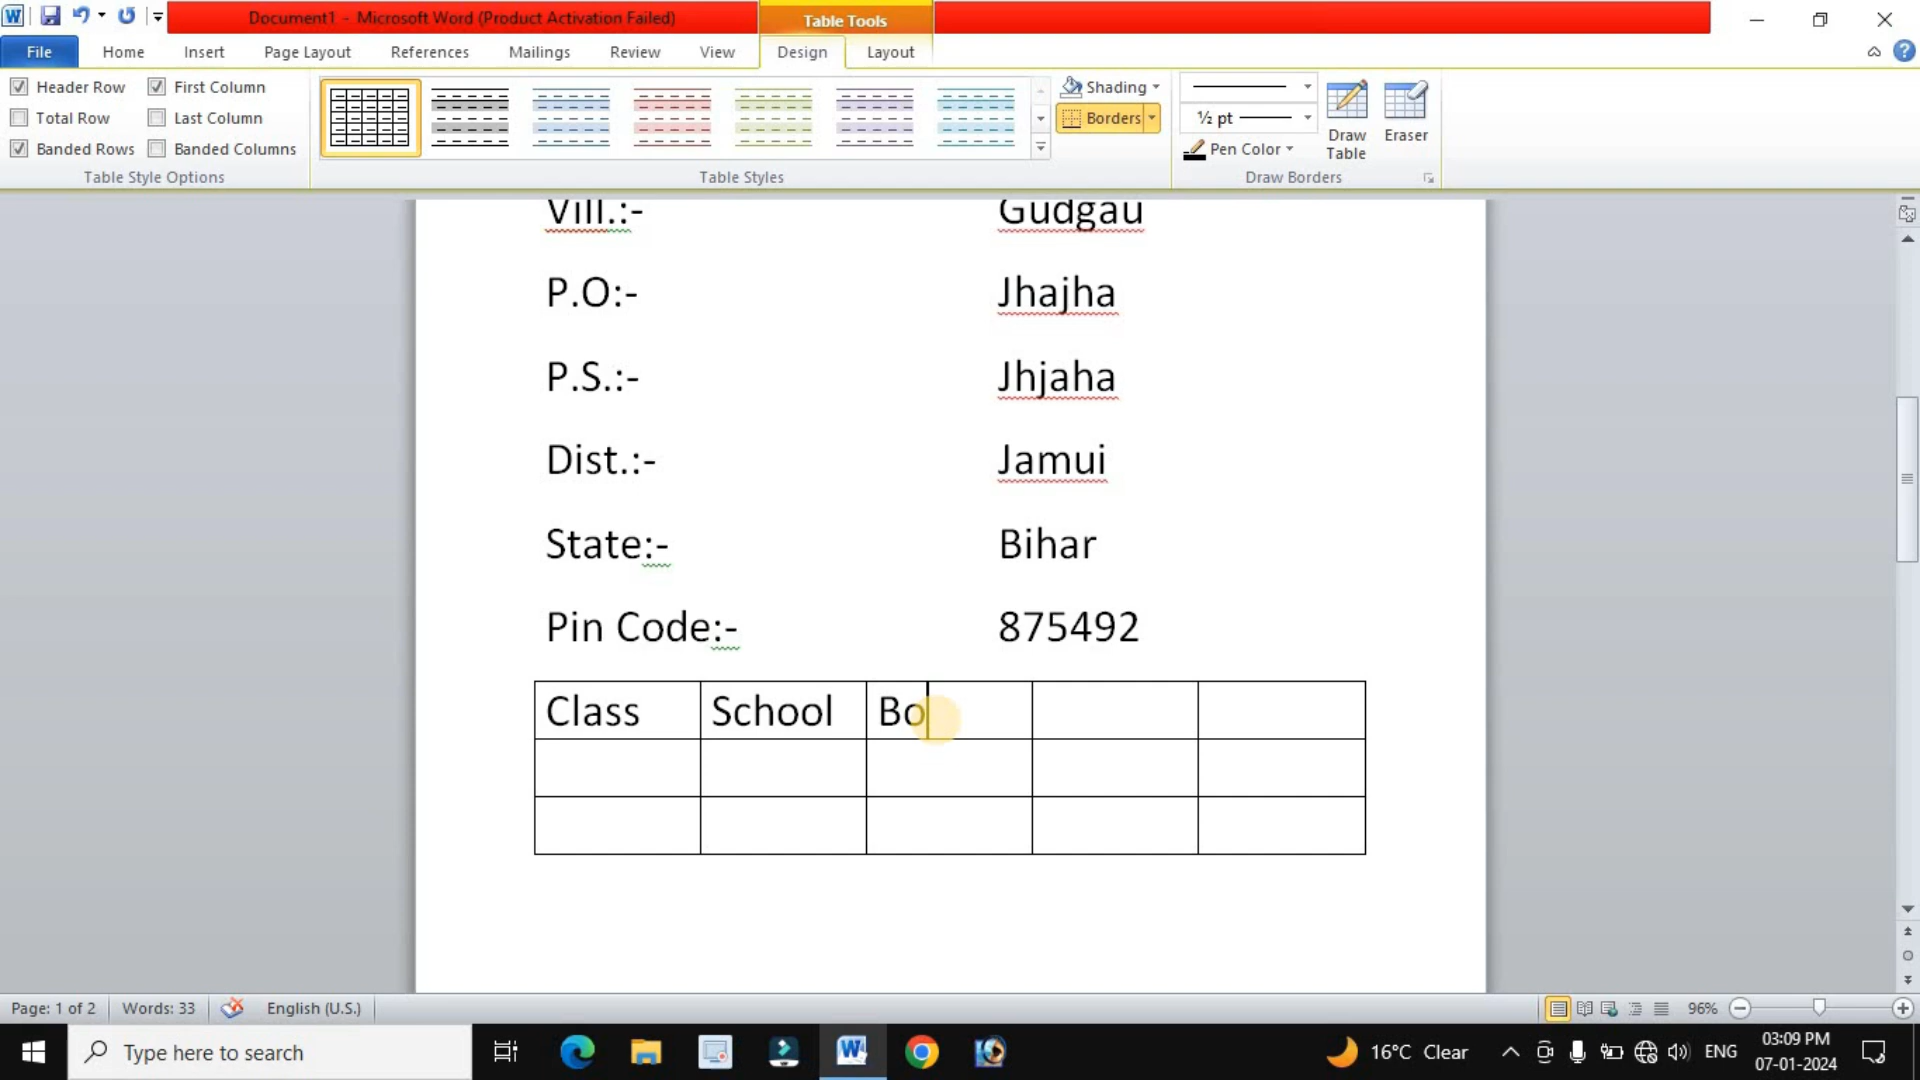 Document1 - Microsoft Word (Product Activation Failed)
Table Tools
File Home Insert Page Layout References Mailings Review View Design Layout
Header Row First Column
Total Row Last Column
Banded Rows Banded Columns
Table Style Options
Table Styles
Shading
Borders
½ pt
Pen Color
Draw Table
Eraser
Draw Borders
Vill.:- Gudgau
P.O:- Jhajha
P.S.:- Jhjaha
Dist.:- Jamui
State:- Bihar
Pin Code:- 875492
Class School Bo
Page: 1 of 2 Words: 33 English (U.S.) 96%
Type here to search
16°C Clear ENG
03:09 PM
07-01-2024